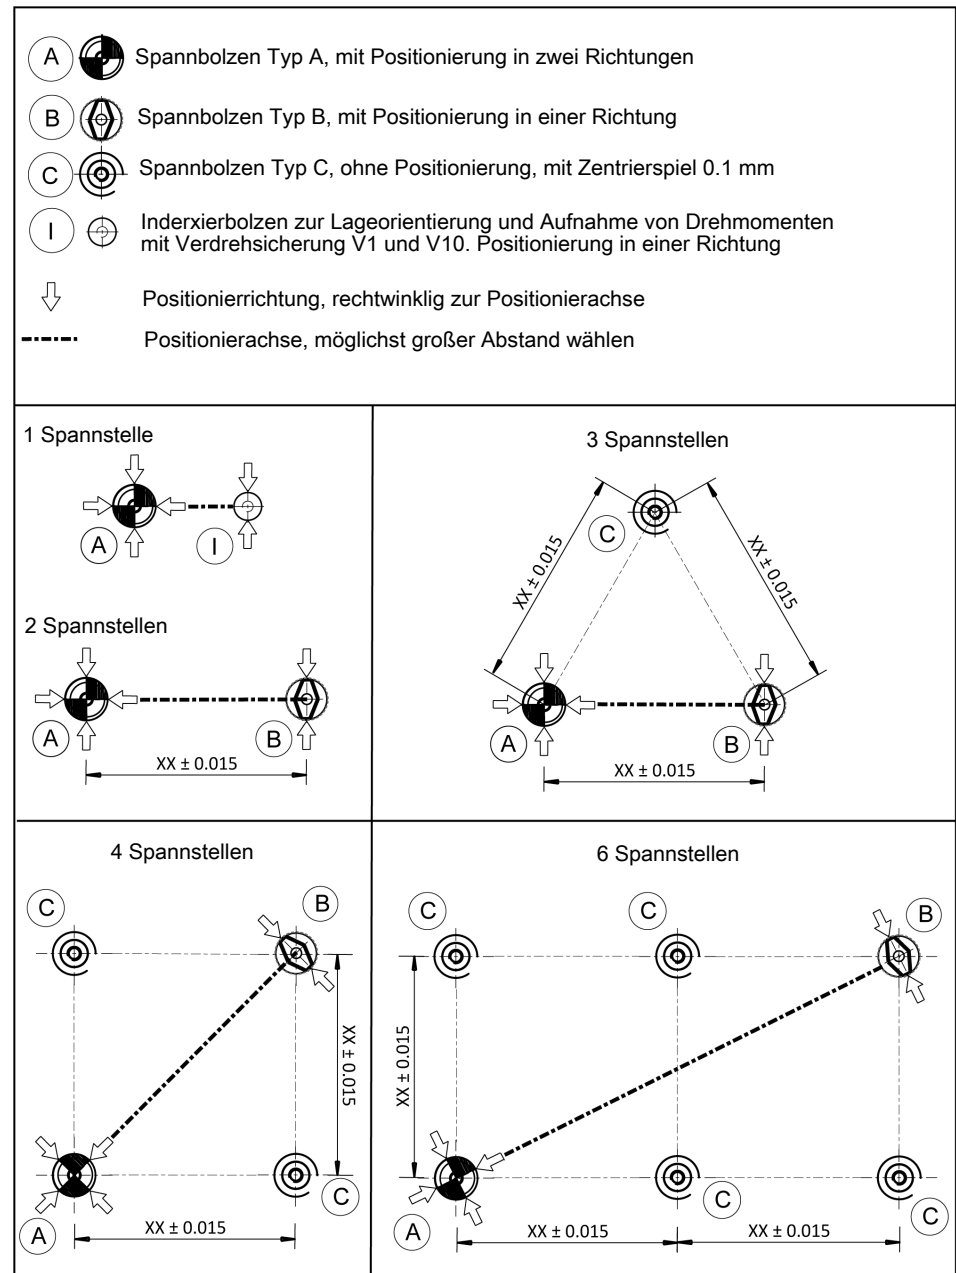 A Spannbolzen Typ A, mit Positionierung in zwei Richtungen
B Spannbolzen Typ B, mit Positionierung in einer Richtung
C Spannbolzen Typ C, ohne Positionierung, mit Zentrierspiel 0.1 mm
I Inderxierbolzen zur Lageorientierung und Aufnahme von Drehmomenten
mit Verdrehsicherung V1 und V10. Positionierung in einer Richtung
Positionierrichtung, rechtwinklig zur Positionierachse
Positionierachse, möglichst großer Abstand wählen
1 Spannstelle
A
I
2 Spannstellen
A
B
XX ± 0.015
3 Spannstellen
C
XX ± 0.015
XX ± 0.015
A
B
XX ± 0.015
4 Spannstellen
C
B
XX ± 0.015
A
C
XX ± 0.015
6 Spannstellen
C
C
B
XX ± 0.015
A
C
C
XX ± 0.015
XX ± 0.015